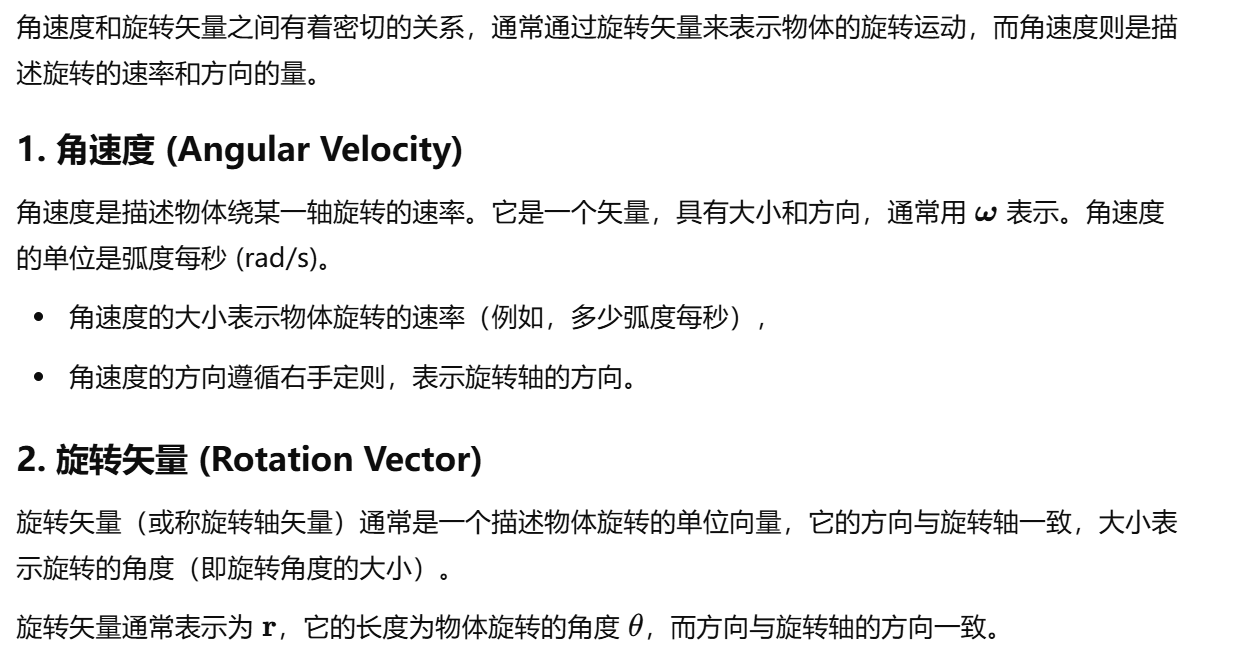 角速度和旋转矢量之间有着密切的关系，通常通过旋转矢量来表示物体的旋转运动，而角速度则是描
述旋转的速率和方向的量。
1. 角速度 (Angular Velocity)
角速度是描述物体绕某一轴旋转的速率。它是一个矢量，具有大小和方向，通常用 ω 表示。角速度
的单位是弧度每秒 (rad/s)。
• 角速度的大小表示物体旋转的速率（例如，多少弧度每秒），
• 角速度的方向遵循右手定则，表示旋转轴的方向。
2. 旋转矢量 (Rotation Vector)
旋转矢量（或称旋转轴矢量）通常是一个描述物体旋转的单位向量，它的方向与旋转轴一致，大小表
示旋转的角度（即旋转角度的大小）。
旋转矢量通常表示为 r，它的长度为物体旋转的角度 θ，而方向与旋转轴的方向一致。